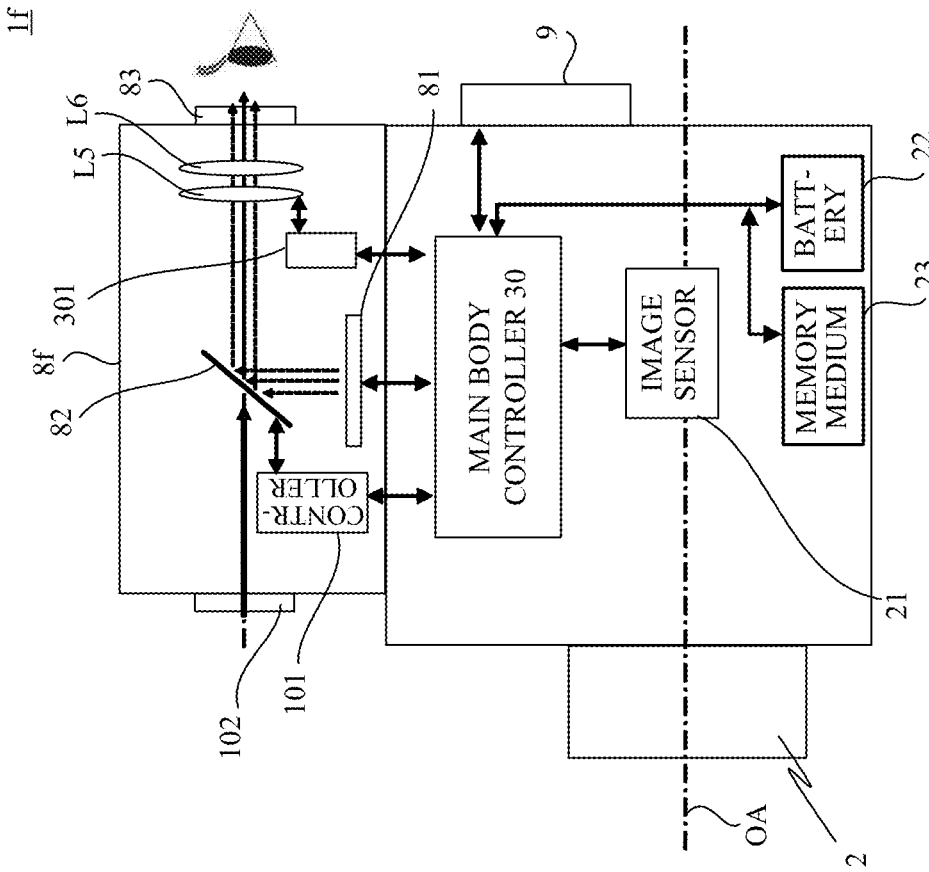 1f
9
83
L6
L5
81
301
8f
82
CONTR-
OLLER
101
102
MAIN BODY
CONTROLLER 30
IMAGE
SENSOR
21
BATT-
ERY
22
MEMORY
MEDIUM
23
OA
2